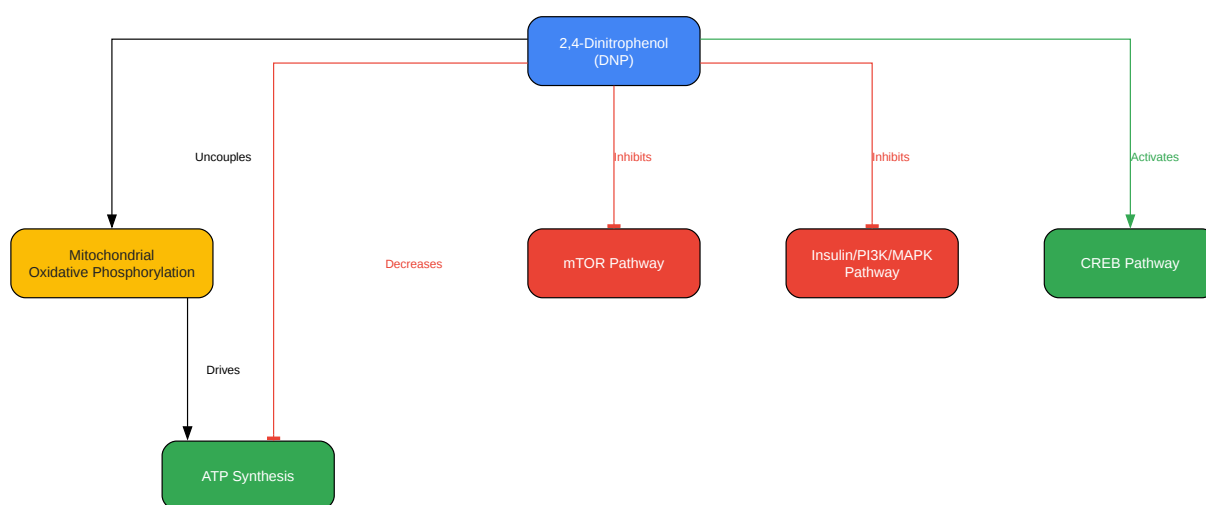 2,4-Dinitrophenol
(DNP)
Uncouples
Inhibits
Inhibits
Activates
Mitochondrial
Oxidative Phosphorylation
Decreases
mTOR Pathway
Insulin/PI3K/MAPK
Pathway
CREB Pathway
Drives
ATP Synthesis